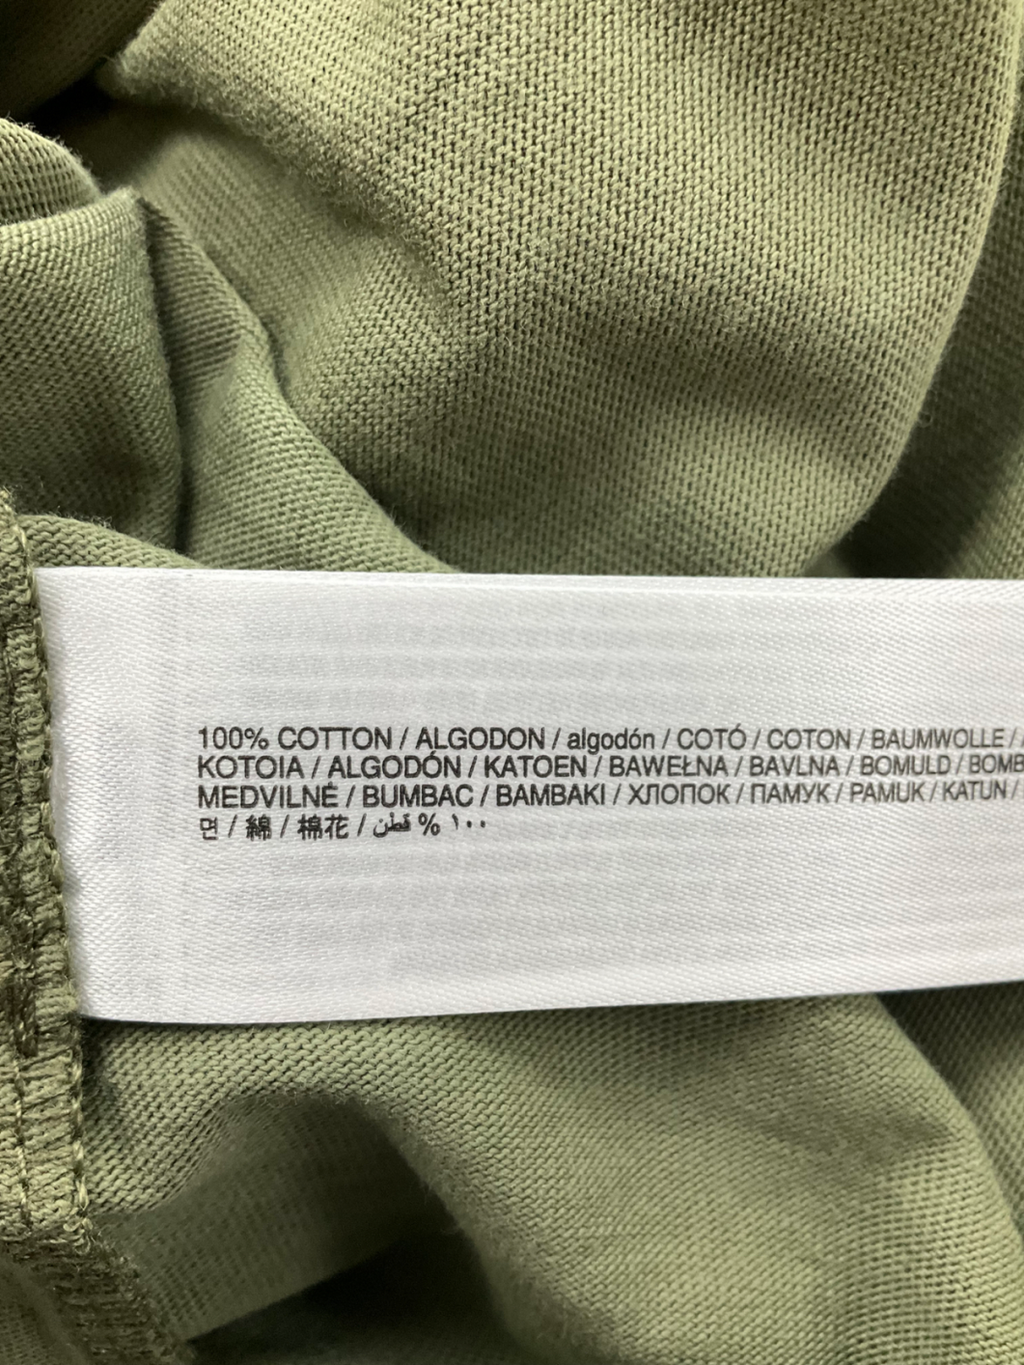 100% COTTON / ALGODON / algodón / COTÓ / COTON / BAUMWOLLE /
KOTOIA / ALGODÓN / KATOEN / BAWEŁNA / BAVLNA / BOMULD /
MEDVILNĖ / BUMBAC / BAMBAKI / ХЛОПОК / ПАМУК / PAMUK / KATUN /
면 / 綿 / 棉花 / قطن % ١٠٠